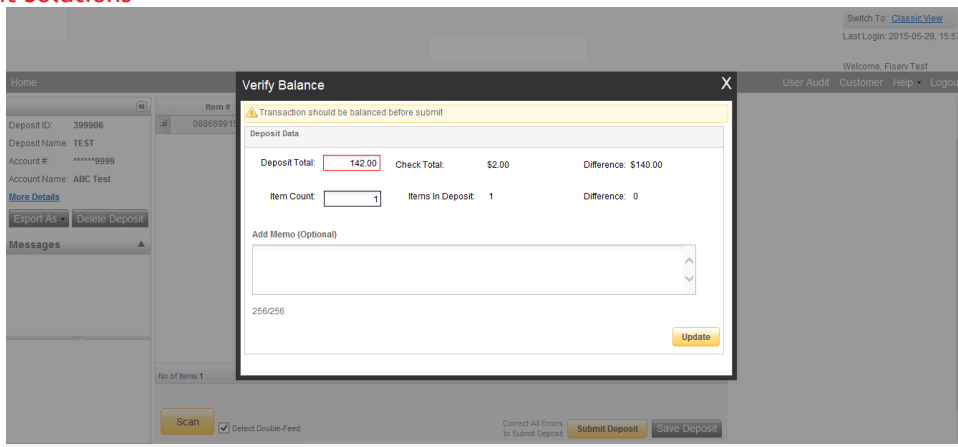 Switch To: Classic View
Last Login: 2015-05-29, 15:5
Welcome, Fiserv Test
Home
User Audit Customer Help Logou
Deposit ID: 399906
Deposit Name: TEST
Account #: ******9999
Account Name: ABC Test
More Details
Export As Delete Deposit
Messages
Item #
Verify Balance X
Transaction should be balanced before submit
Deposit Data
Deposit Total: 142.00 Check Total: $2.00 Difference: $140.00
Item Count: 1 Items In Deposit: 1 Difference: 0
Add Memo (Optional)
256/256
Update
No of Items:1
Scan Detect Double-Feed
Correct All Errors
to Submit Deposit
Submit Deposit Save Deposit